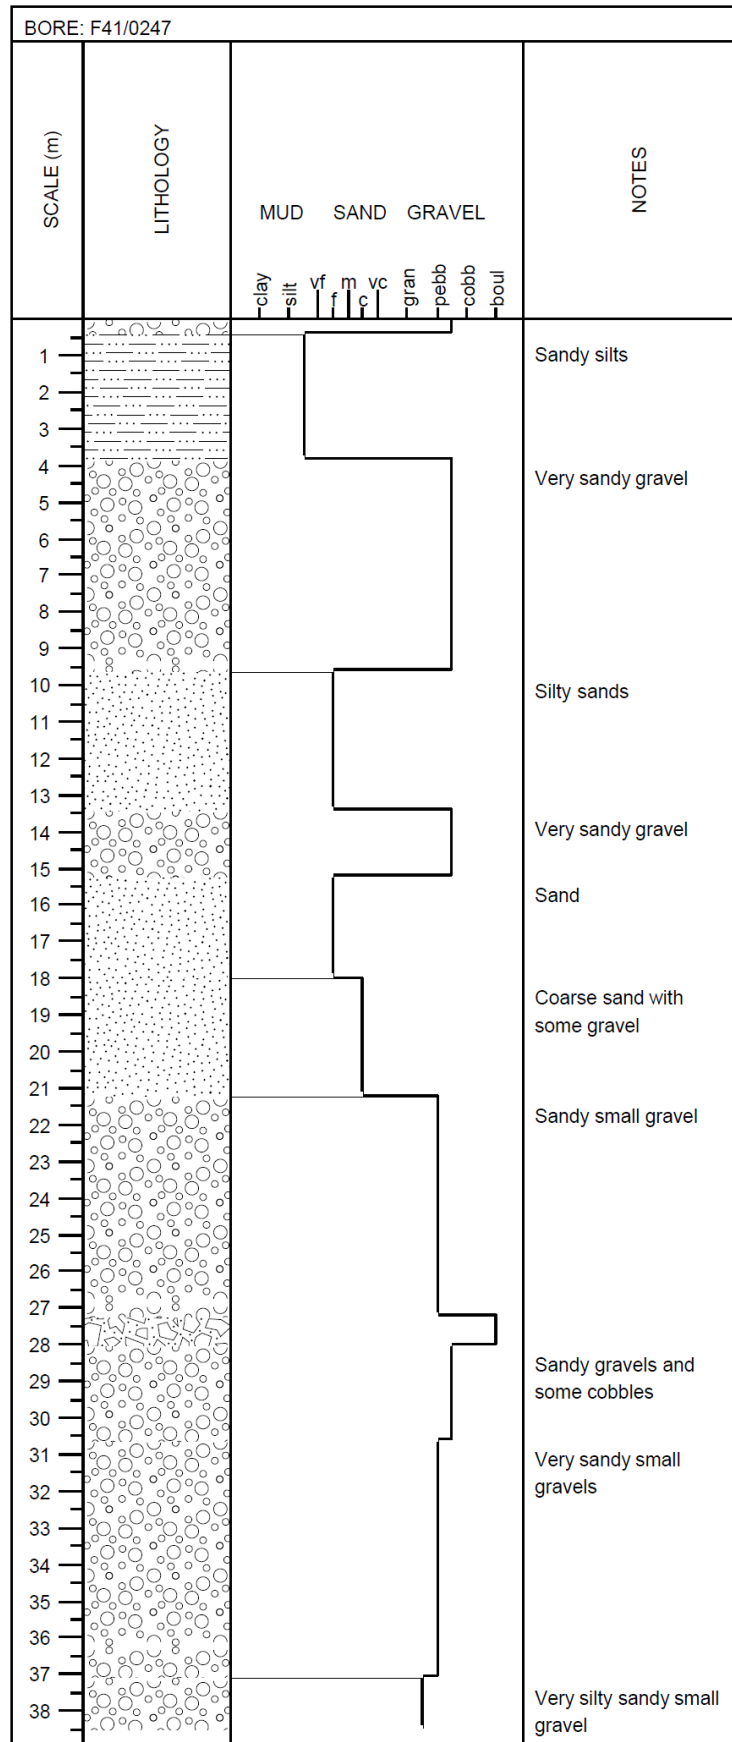 BORE: F41/0247
SCALE (m)
LITHOLOGY
MUD SAND GRAVEL
NOTES
clay silt vf f m c vc gran pebb cobb boul
1 Sandy silts
2
3
4 Very sandy gravel
5
6
7
8
9
10 Silty sands
11
12
13
14 Very sandy gravel
15
16 Sand
17
18
19 Coarse sand with
some gravel
20
21
22 Sandy small gravel
23
24
25
26
27
28
29 Sandy gravels and
some cobbles
30
31 Very sandy small
32 gravels
33
34
35
36
37
38 Very silty sandy small
gravel